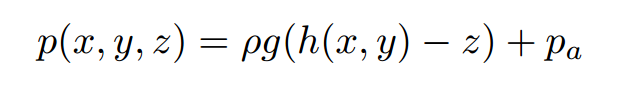 p(x, y, z) = ρg(h(x, y) − z) + pₐ